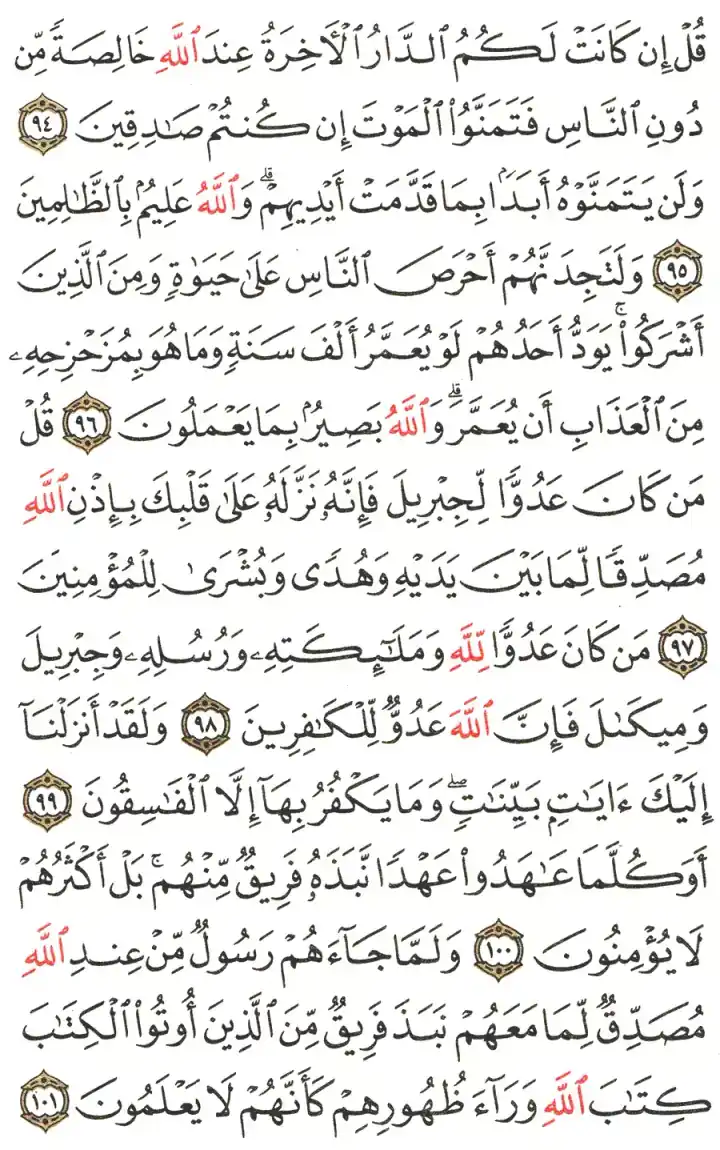 قُلْ إِن كَانَتْ لَكُمُ ٱلدَّارُ ٱلْأَخِرَةُ عِندَ ٱللَّهِ خَالِصَةً مِّن
دُونِ ٱلنَّاسِ فَتَمَنَّوُا۟ ٱلْمَوْتَ إِن كُنتُمْ صَـٰدِقِينَ ٩٤
وَلَن يَتَمَنَّوْهُ أَبَدًۢا بِمَا قَدَّمَتْ أَيْدِيهِمْ ۗ وَٱللَّهُ عَلِيمٌۢ بِٱلظَّـٰلِمِينَ
٩٥ وَلَتَجِدَنَّهُمْ أَحْرَصَ ٱلنَّاسِ عَلَىٰ حَيَوٰةٍ وَمِنَ ٱلَّذِينَ
أَشْرَكُوا۟ ۚ يَوَدُّ أَحَدُهُمْ لَوْ يُعَمَّرُ أَلْفَ سَنَةٍ وَمَا هُوَ بِمُزَحْزِحِهِۦ
مِنَ ٱلْعَذَابِ أَن يُعَمَّرَ ۗ وَٱللَّهُ بَصِيرٌۢ بِمَا يَعْمَلُونَ ٩٦ قُلْ
مَن كَانَ عَدُوًّا لِّجِبْرِيلَ فَإِنَّهُۥ نَزَّلَهُۥ عَلَىٰ قَلْبِكَ بِإِذْنِ ٱللَّهِ
مُصَدِّقًا لِّمَا بَيْنَ يَدَيْهِ وَهُدًى وَبُشْرَىٰ لِلْمُؤْمِنِينَ
٩٧ مَن كَانَ عَدُوًّا لِّلَّهِ وَمَلَـٰٓئِكَتِهِۦ وَرُسُلِهِۦ وَجِبْرِيلَ
وَمِيكَىٰلَ فَإِنَّ ٱللَّهَ عَدُوٌّ لِّلْكَـٰفِرِينَ ٩٨ وَلَقَدْ أَنزَلْنَآ
إِلَيْكَ ءَايَـٰتٍۭ بَيِّنَـٰتٍ ۖ وَمَا يَكْفُرُ بِهَآ إِلَّا ٱلْفَـٰسِقُونَ ٩٩
أَوَكُلَّمَا عَـٰهَدُوا۟ عَهْدًا نَّبَذَهُۥ فَرِيقٌ مِّنْهُم ۚ بَلْ أَكْثَرُهُمْ
لَا يُؤْمِنُونَ ١٠٠ وَلَمَّا جَآءَهُمْ رَسُولٌ مِّنْ عِندِ ٱللَّهِ
مُصَدِّقٌ لِّمَا مَعَهُمْ نَبَذَ فَرِيقٌ مِّنَ ٱلَّذِينَ أُوتُوا۟ ٱلْكِتَـٰبَ
كِتَـٰبَ ٱللَّهِ وَرَآءَ ظُهُورِهِمْ كَأَنَّهُمْ لَا يَعْلَمُونَ ١٠١